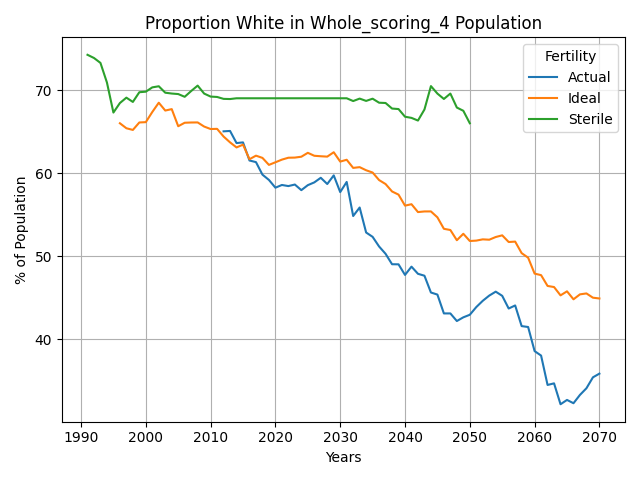 Proportion White in Whole_scoring_4 Population
Fertility
Actual
Ideal
Sterile
% of Population
70
60
50
40
1990 2000 2010 2020 2030 2040 2050 2060 2070
Years